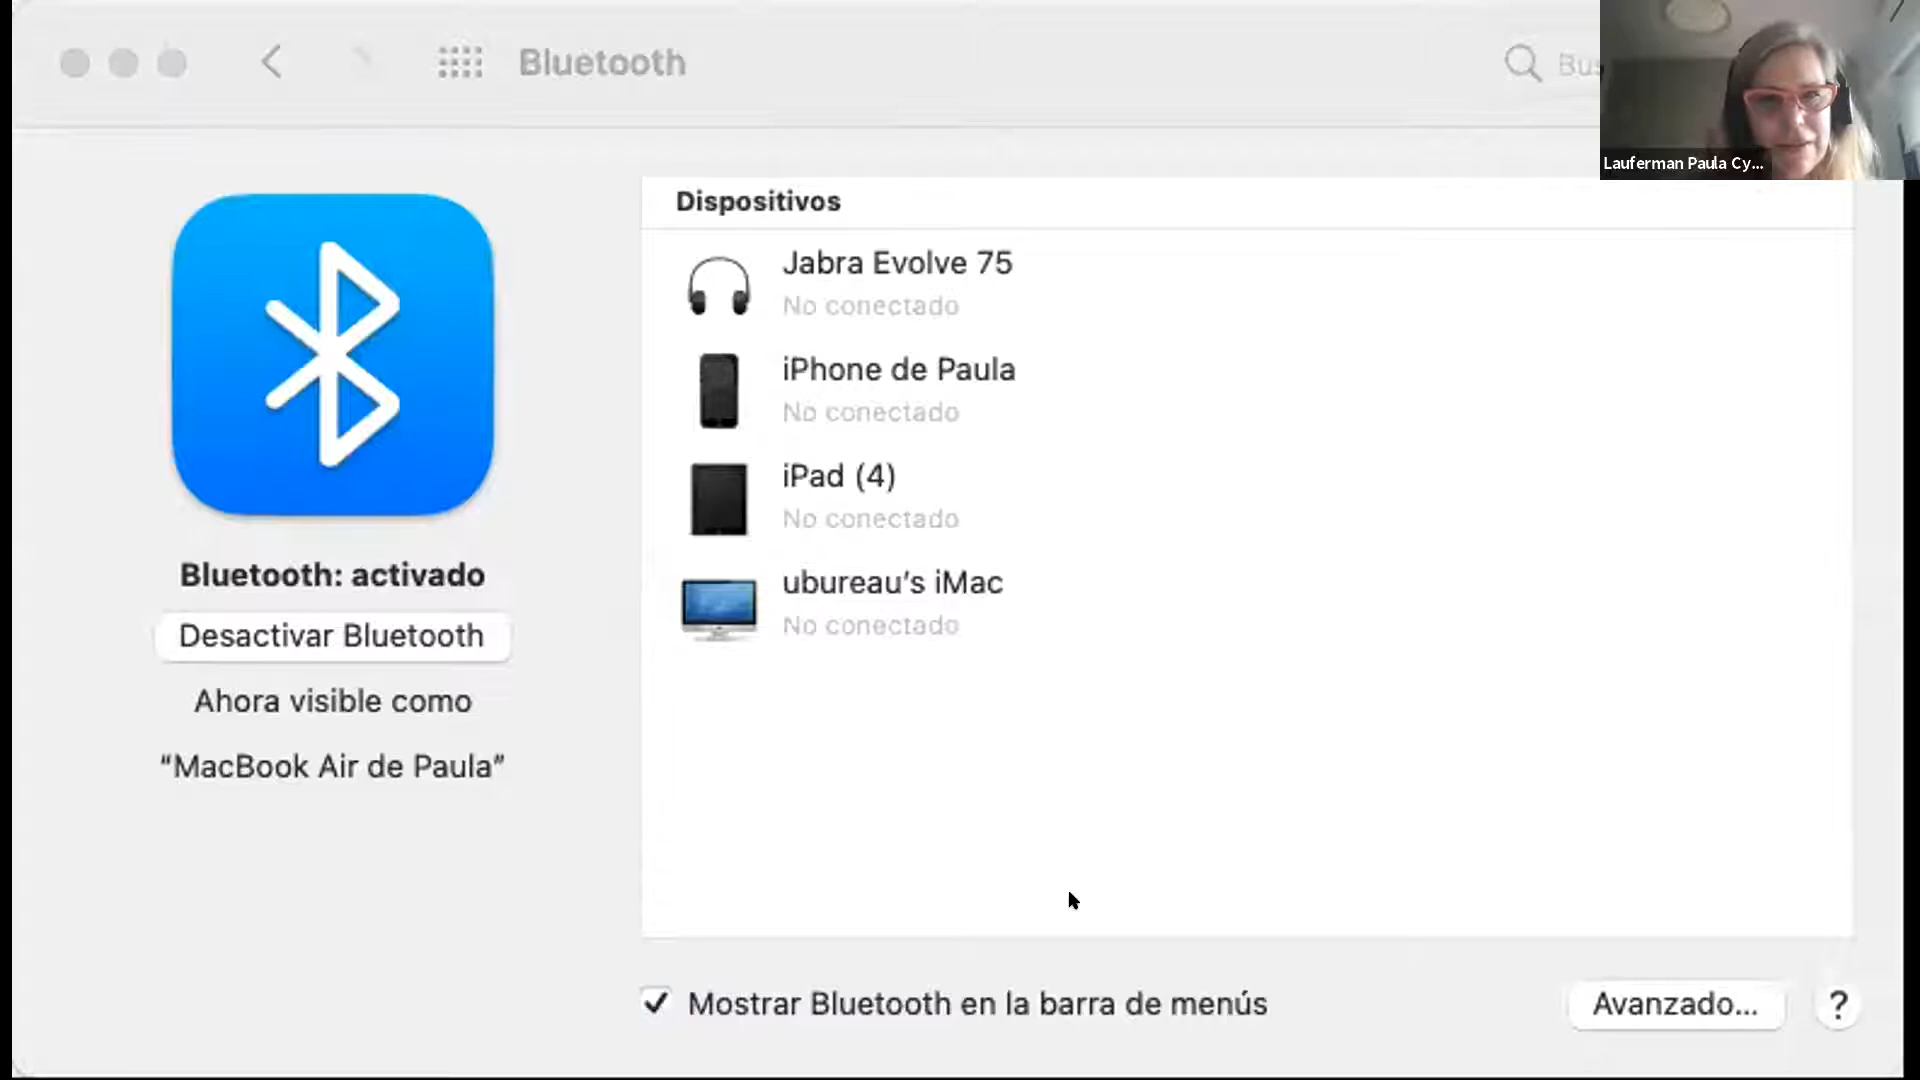 Bluetooth
Lauferman Paula Cy...
Dispositivos
Jabra Evolve 75
No conectado
iPhone de Paula
No conectado
iPad (4)
No conectado
ubureau’s iMac
No conectado
Bluetooth: activado
Desactivar Bluetooth
Ahora visible como
“MacBook Air de Paula”
Mostrar Bluetooth en la barra de menús
Avanzado...
?